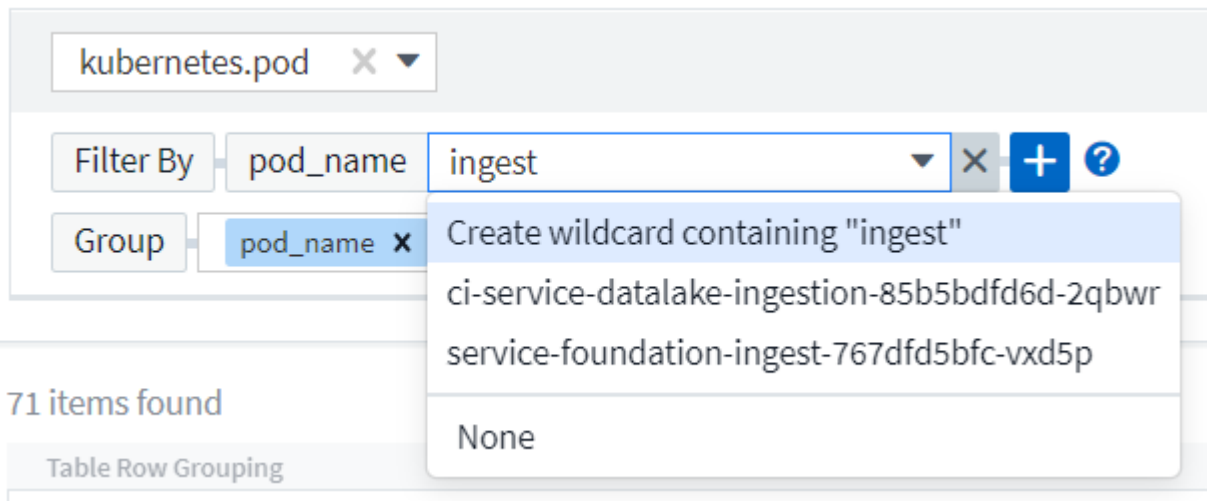 kubernetes.pod
Filter By pod_name ingest
Group pod_name
Create wildcard containing "ingest"
ci-service-datalake-ingestion-85b5bdfd6d-2qbwr
service-foundation-ingest-767dfd5bfc-vxd5p
None
71 items found
Table Row Grouping